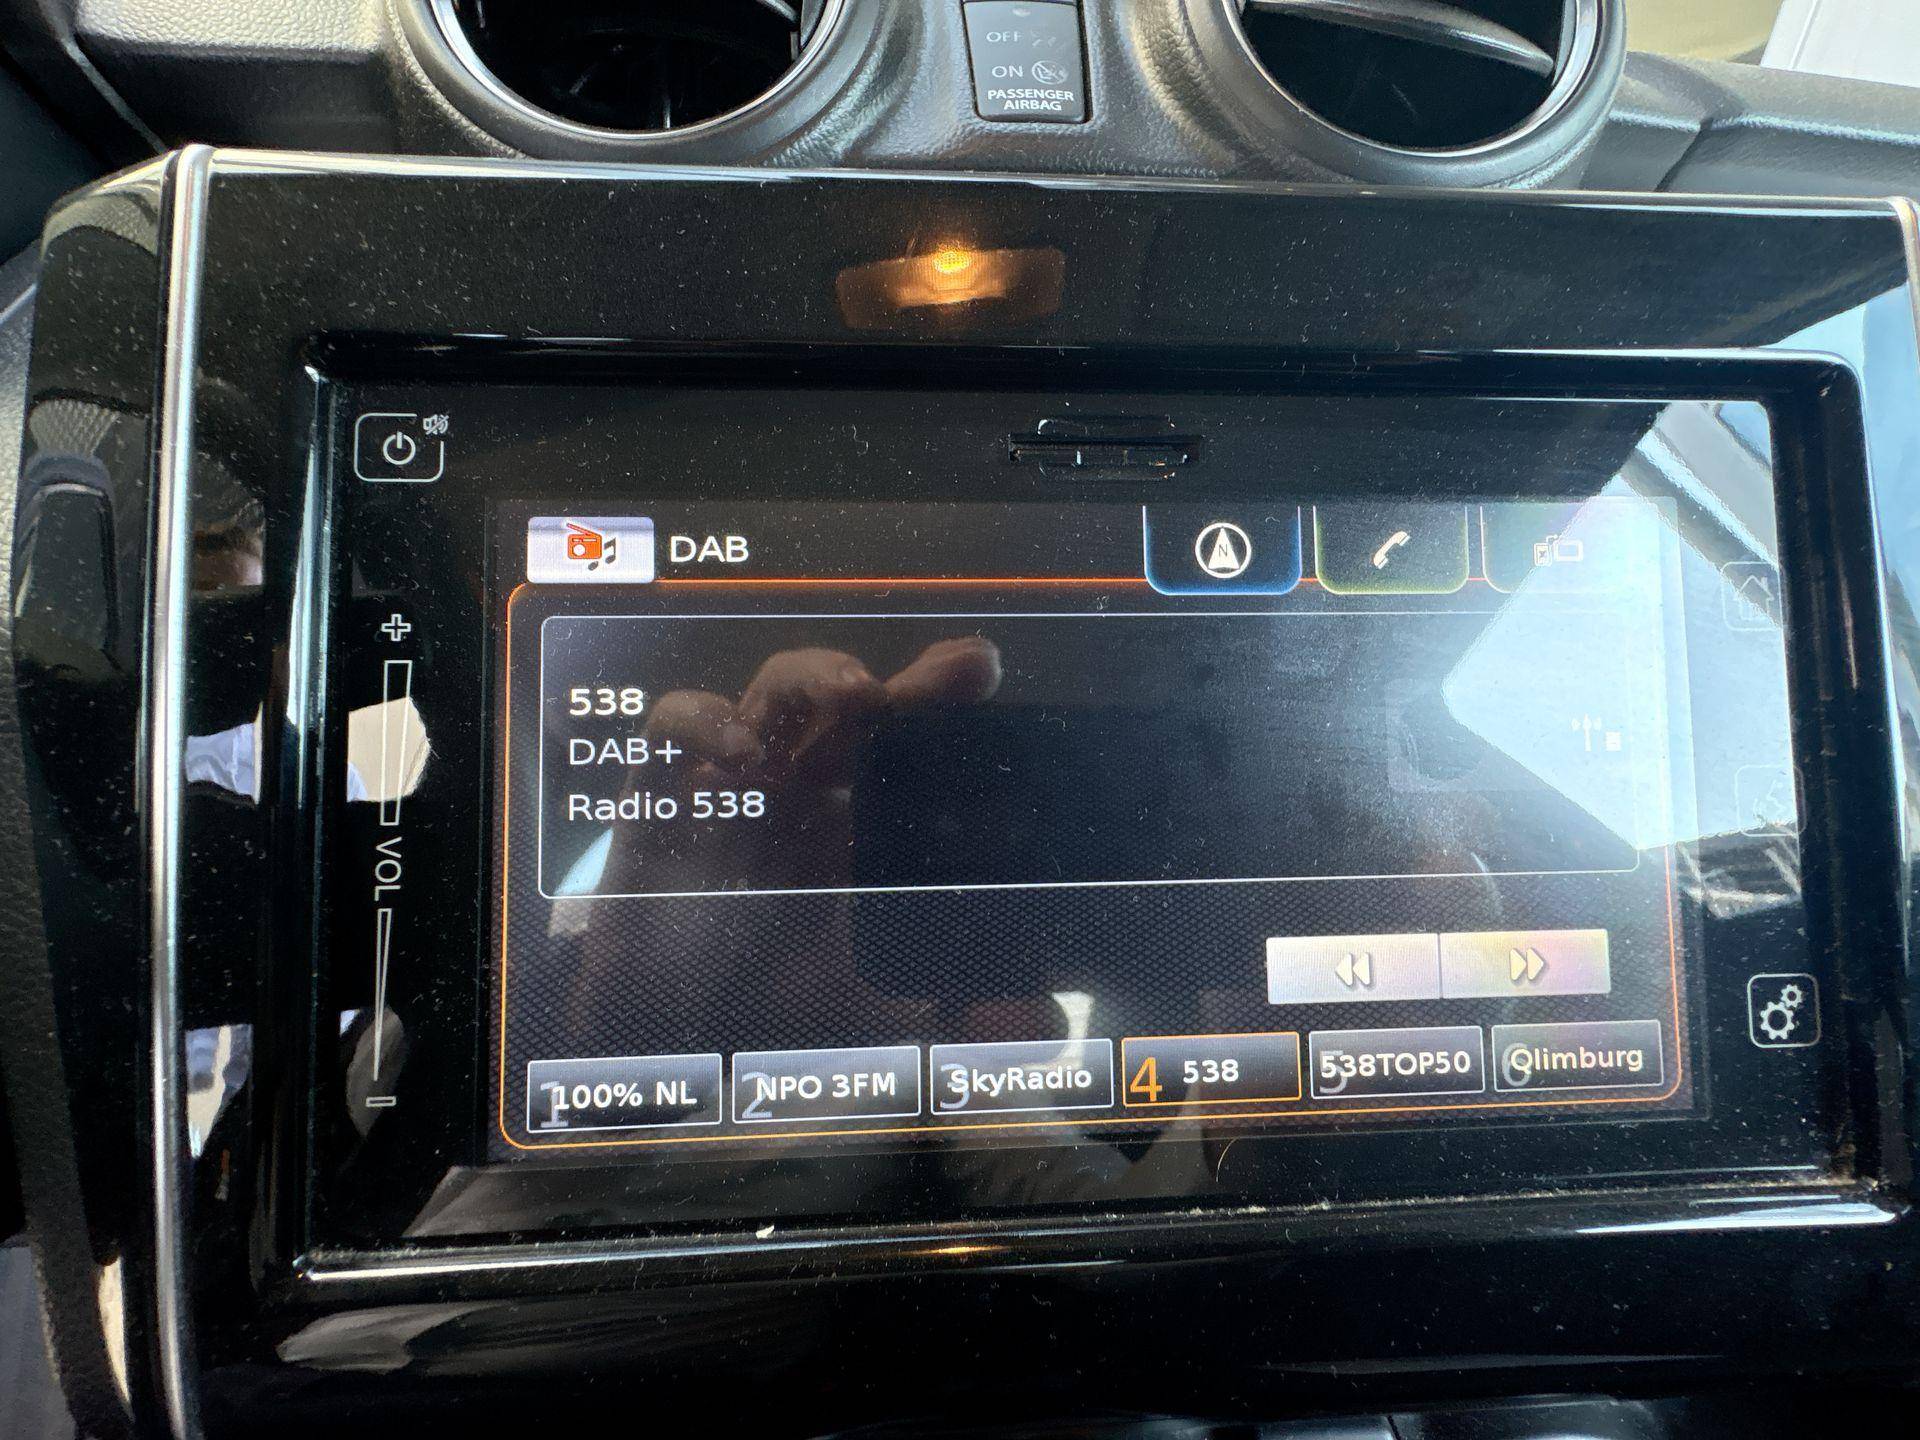 OFF
ON
PASSENGER
AIRBAG
DAB
N
538
DAB+
Radio 538
VOL
1 100% NL
2 NPO 3FM
3 SkyRadio
4 538
5 538TOP50
6 Qlimburg